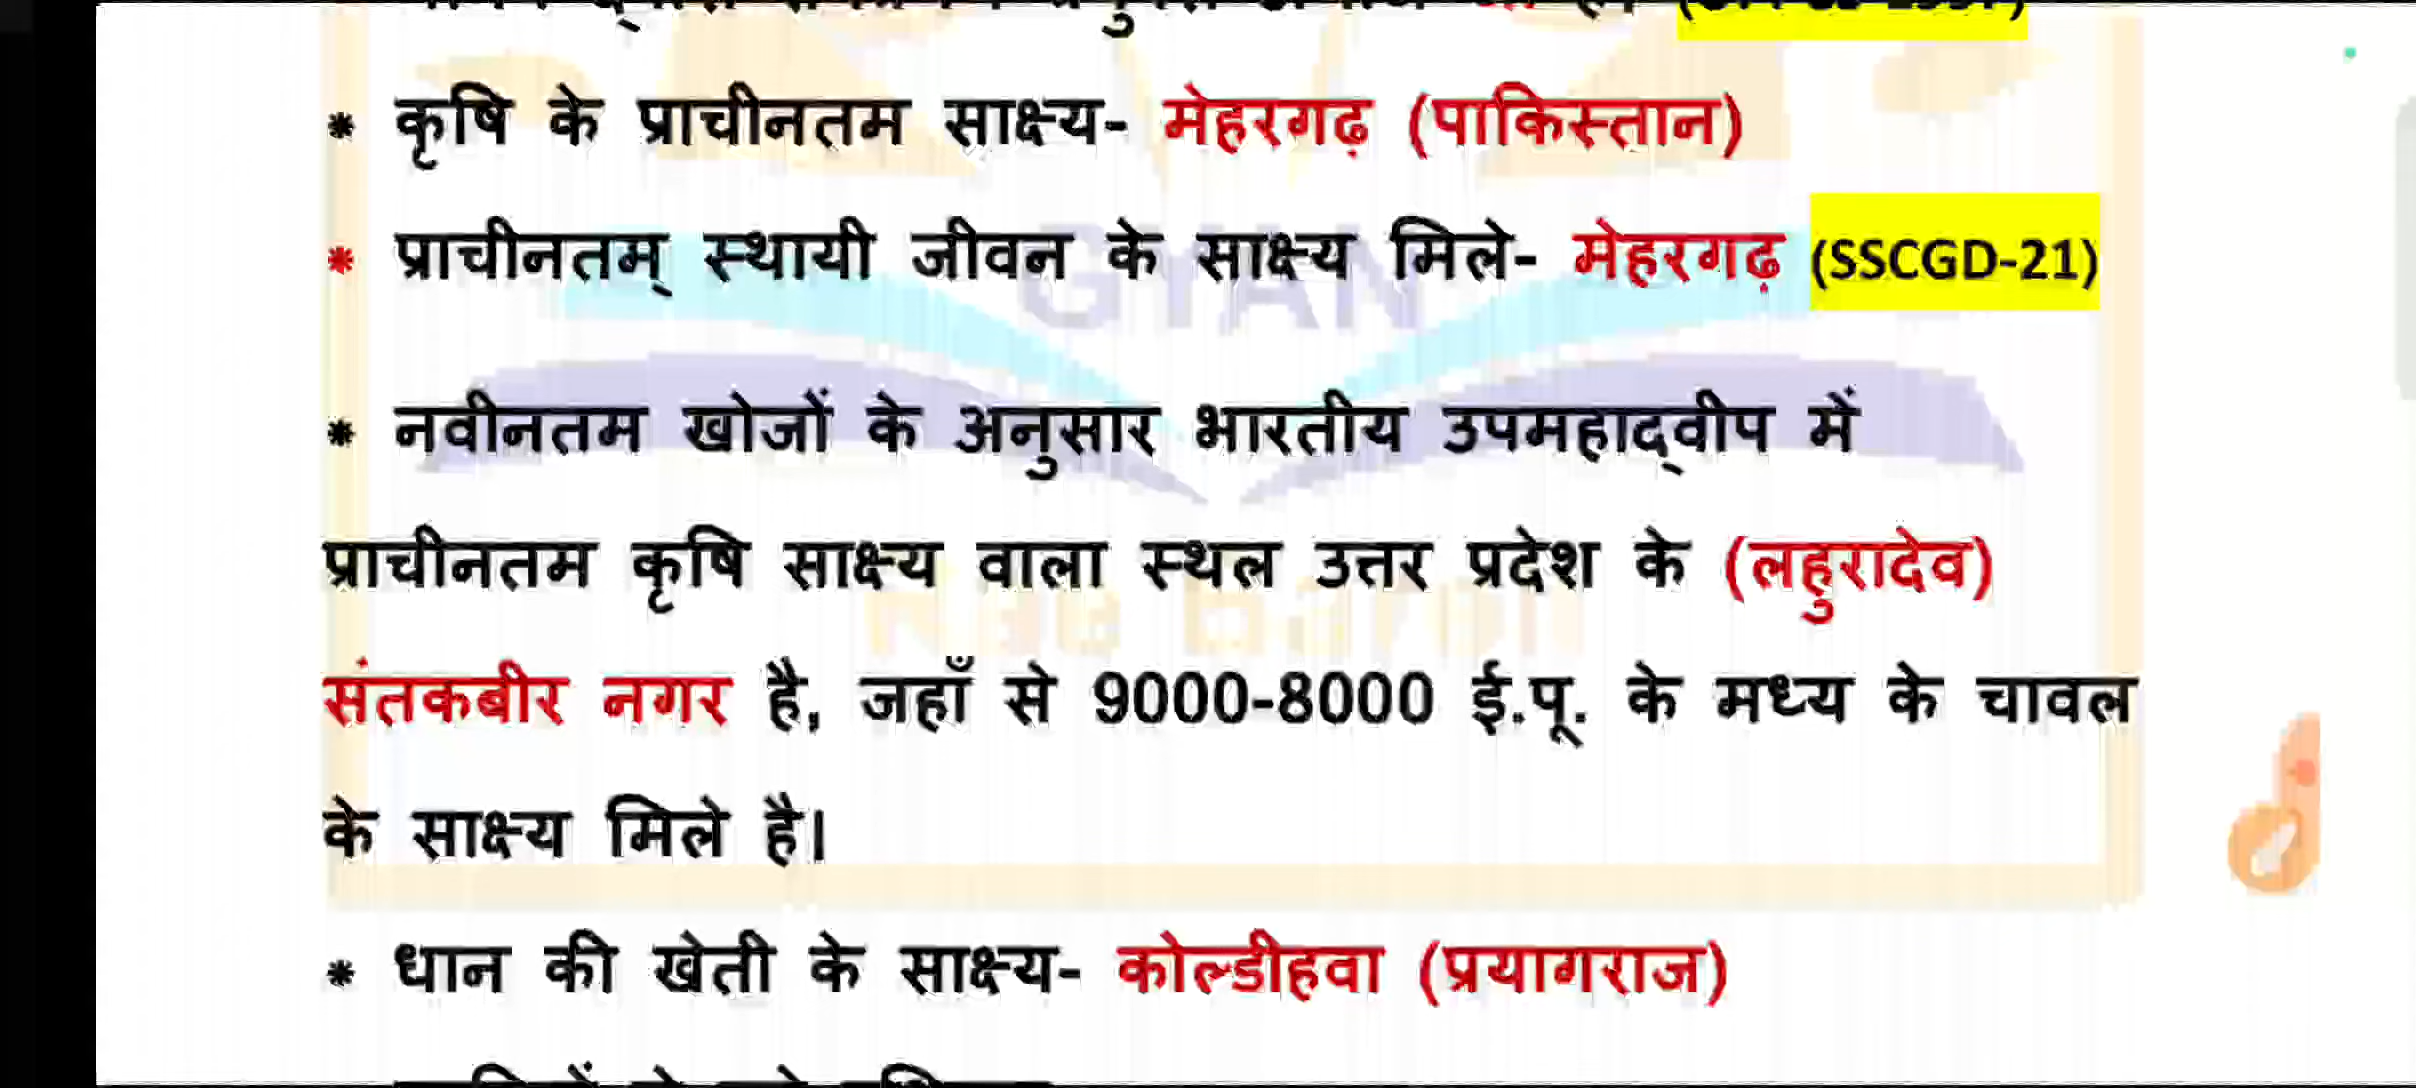 * कृषि के प्राचीनतम साक्ष्य- मेहरगढ़ (पाकिस्तान)
* प्राचीनतम् स्थायी जीवन के साक्ष्य मिले- मेहरगढ़ (SSCGD-21)
GYAN
* नवीनतम खोजों के अनुसार भारतीय उपमहाद्वीप में
प्राचीनतम कृषि साक्ष्य वाला स्थल उत्तर प्रदेश के (लहुरादेव)
संतकबीर नगर है, जहाँ से 9000-8000 ई.पू. के मध्य के चावल
के साक्ष्य मिले है।
* धान की खेती के साक्ष्य- कोल्डीहवा (प्रयागराज)